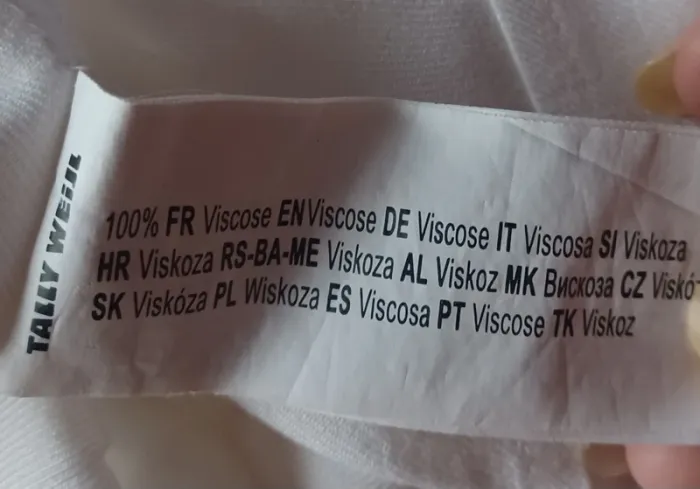 TALLY WEiJL
100% FR Viscose EN Viscose DE Viscose IT Viscosa SI Viskoza
HR Viskoza RS-BA-ME Viskoza AL Viskoz MK Вискоза CZ Viskó
SK Viskóza PL Wiskoza ES Viscosa PT Viscose TK Viskoz